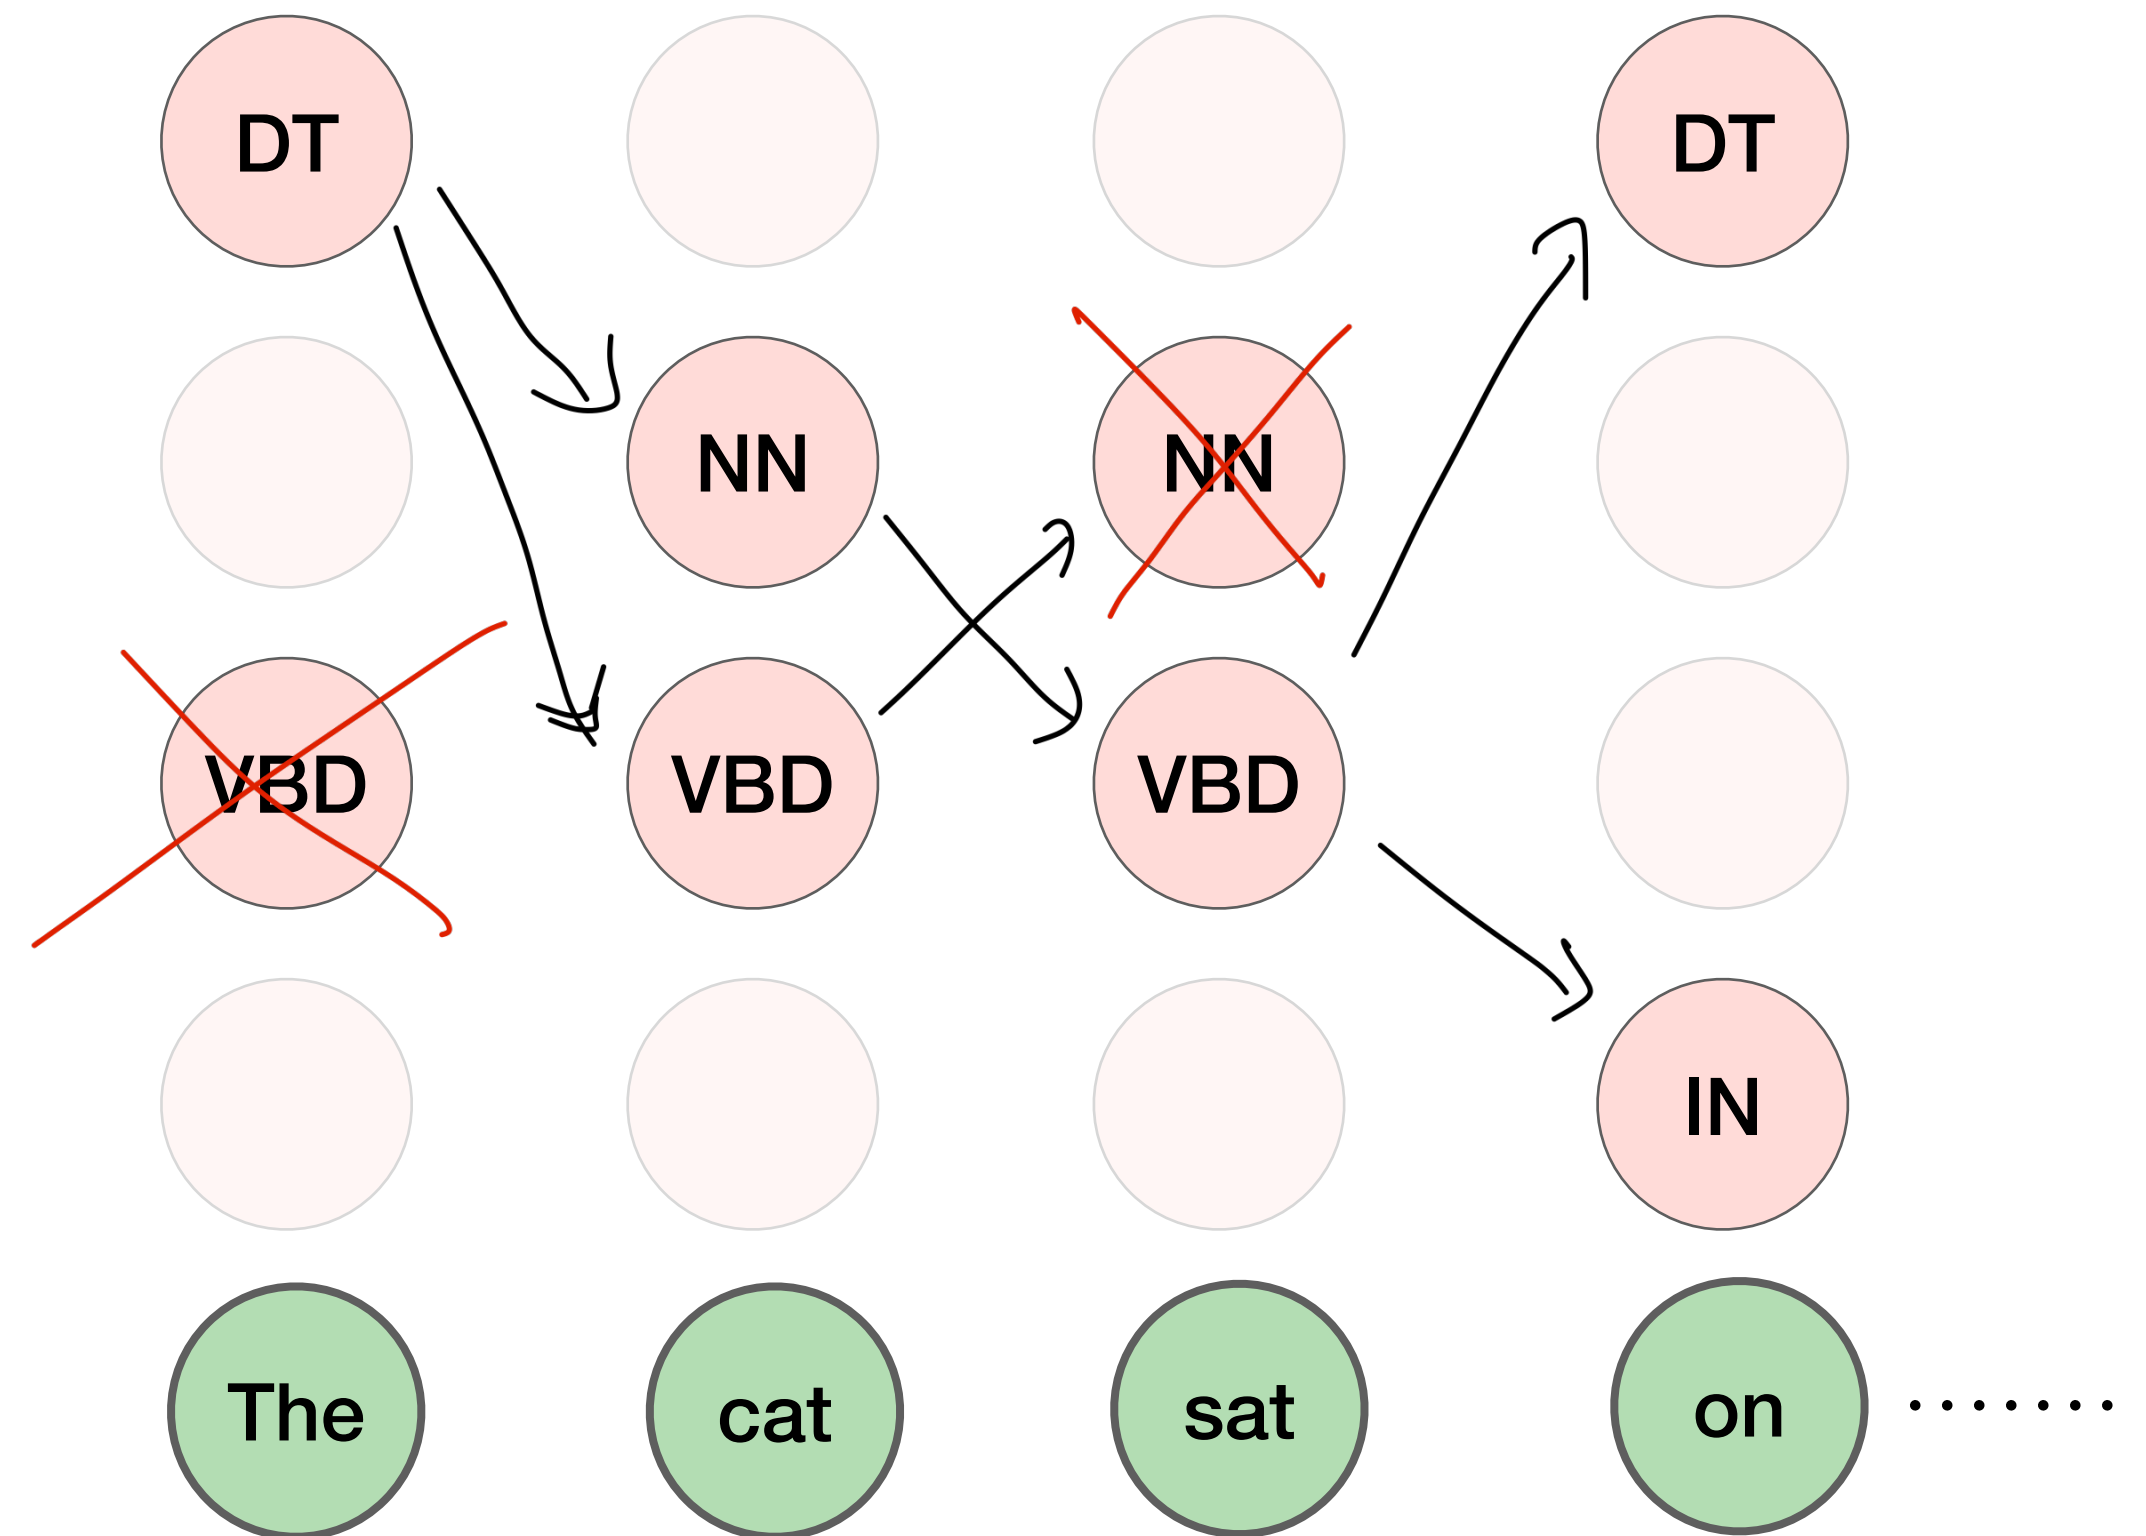 DT DT
NN NN
VBD VBD VBD
IN
The cat sat on .......